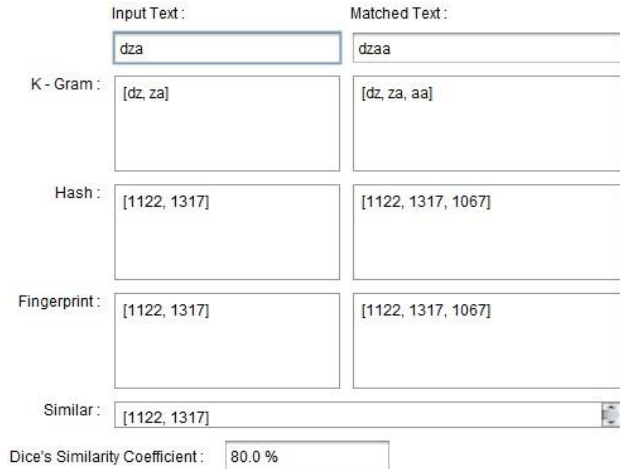 Input Text :
Matched Text :
dza
dzaa
K - Gram :
[dz, za]
[dz, za, aa]
Hash :
[1122, 1317]
[1122, 1317, 1067]
Fingerprint :
[1122, 1317]
[1122, 1317, 1067]
Similar :
[1122, 1317]
Dice's Similarity Coefficient :
80.0 %